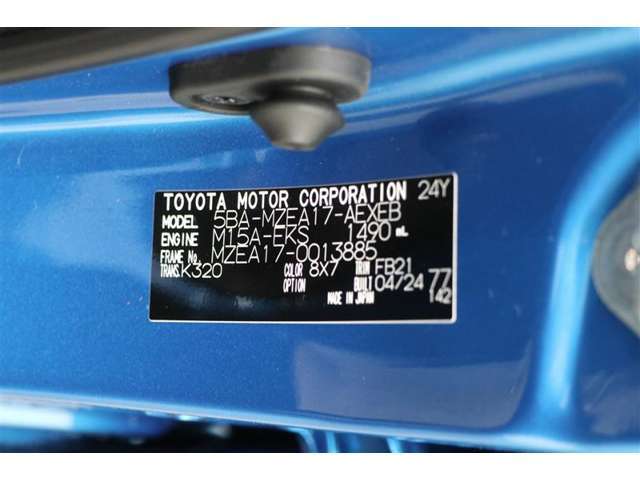 TOYOTA MOTOR CORPORATION 24Y
MODEL 5BA-MZEA17-AEXEB
ENGINE M15A-FKS 1490 mL
FRAME No. MZEA17-0013885
TRANS. K320 COLOR 8X7 TRIM FB21
BUILT 04/24 77
MADE IN JAPAN 142